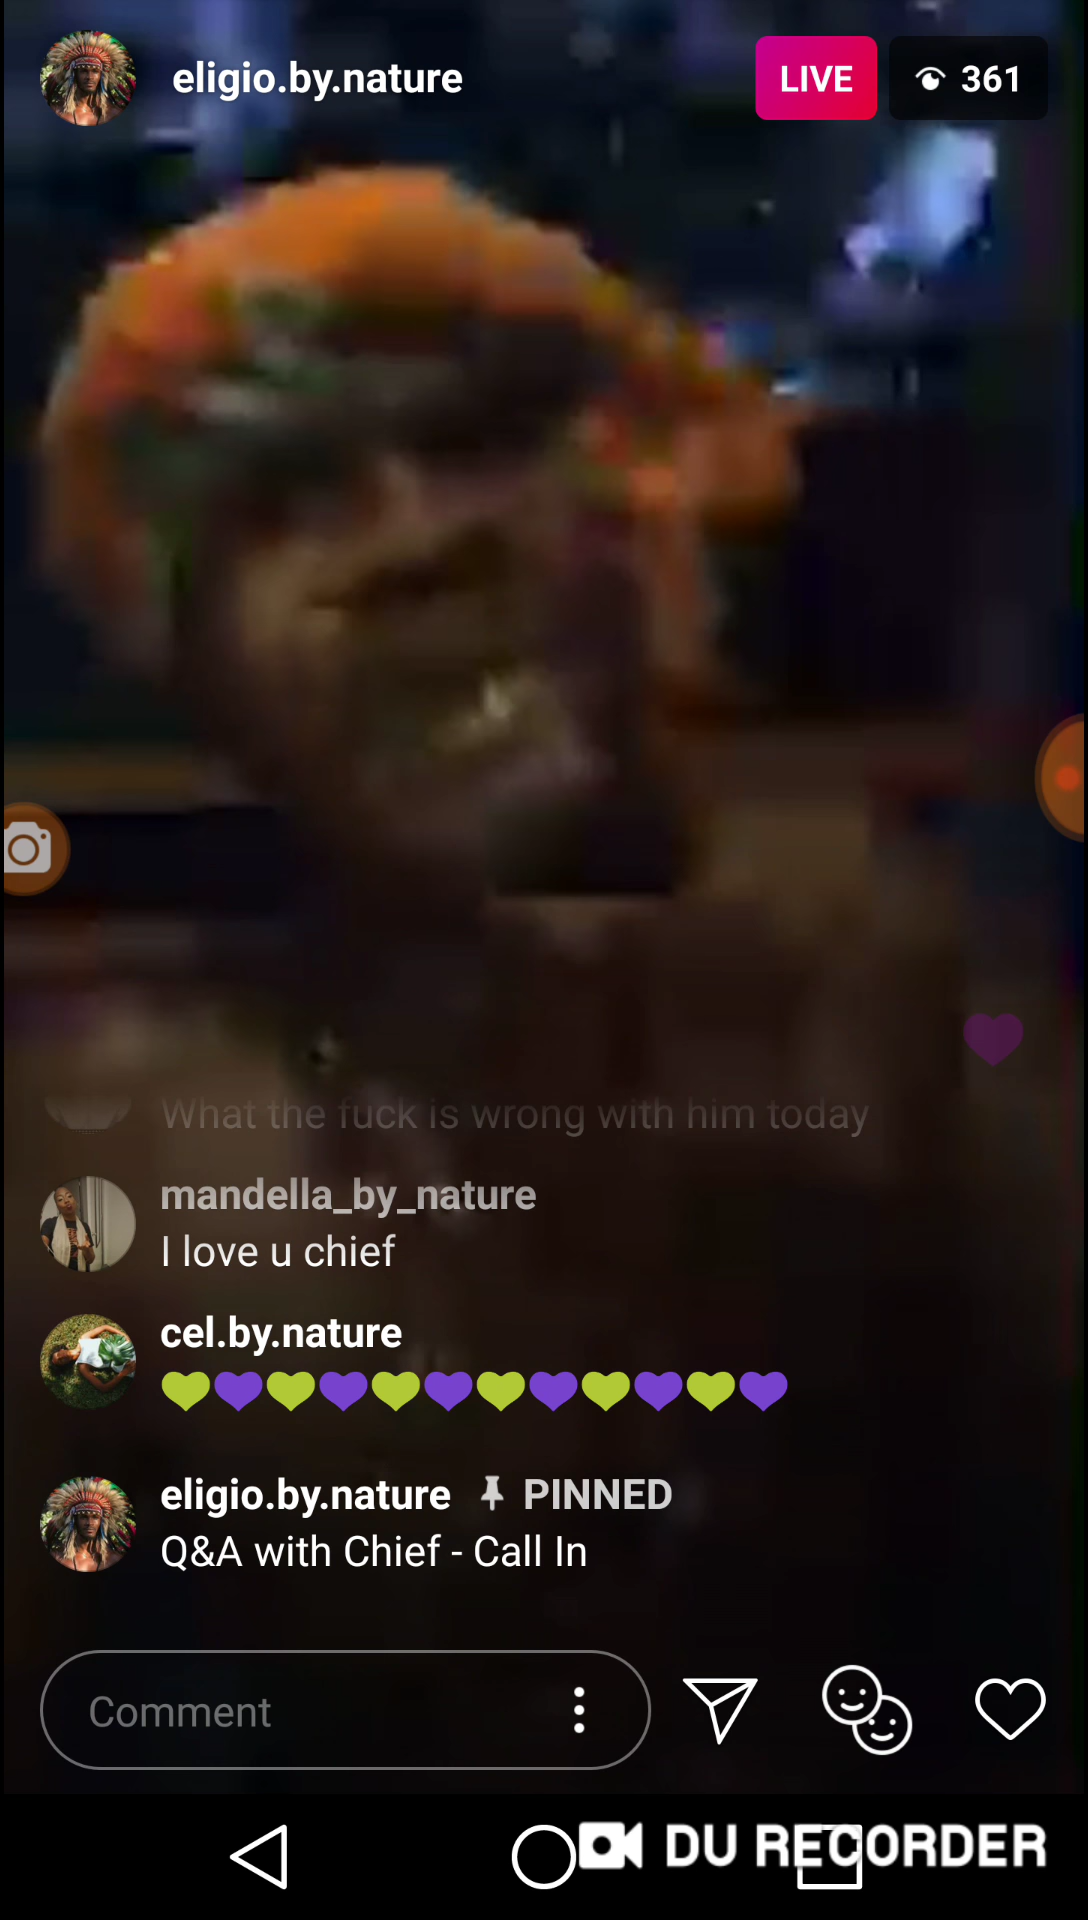 eligio.by.nature
LIVE
361
What the fuck is wrong with him today
mandella_by_nature
I love u chief
cel.by.nature
💚💜💚💜💚💜💚💜💚💜💚💜
eligio.by.nature PINNED
Q&A with Chief - Call In
Comment
DU RECORDER